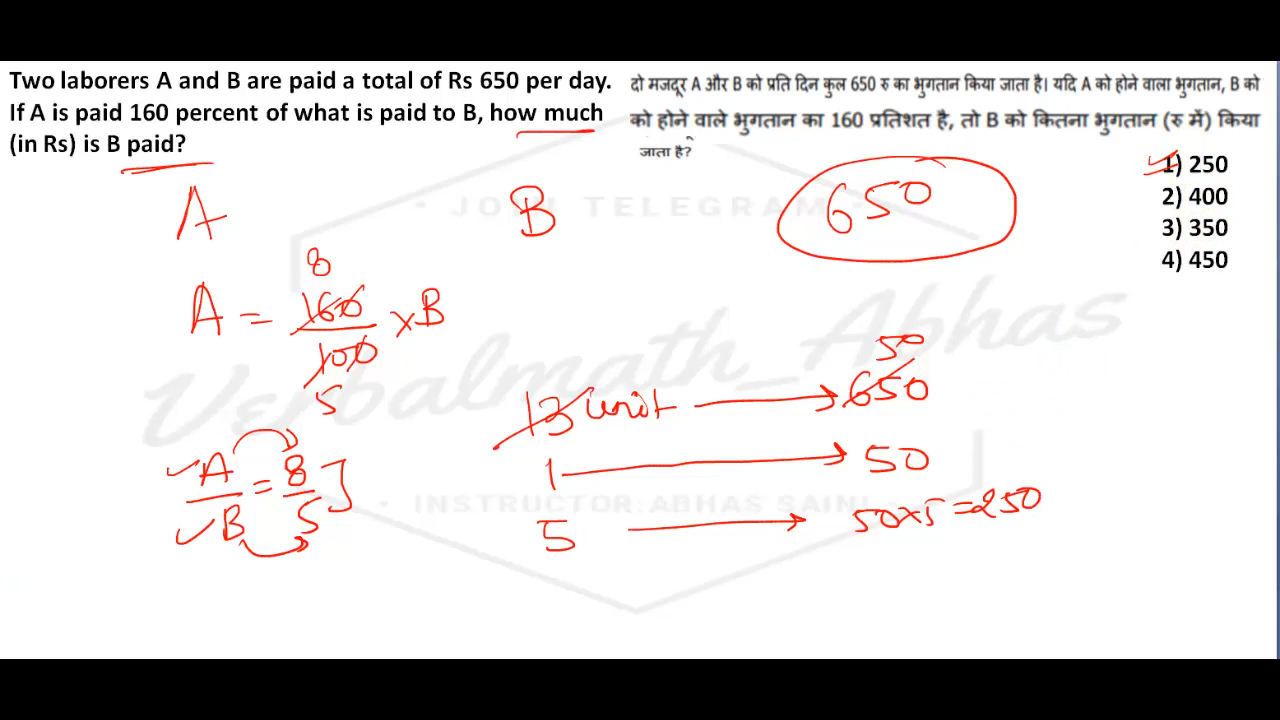 Two laborers A and B are paid a total of Rs 650 per day.
If A is paid 160 percent of what is paid to B, how much
(in Rs) is B paid?
दो मजदूर A और B को प्रति दिन कुल 650 रु का भुगतान किया जाता है। यदि A को होने वाला भुगतान, B को
को होने वाले भुगतान का 160 प्रतिशत है, तो B को कितना भुगतान (रु में) किया
जाता है?
1) 250
2) 400
3) 350
4) 450
A B 650
8
A = 160/100 × B
5
A/B = 8/5
50
13 unit → 650
1 → 50
5 → 50×5=250
JOIN TELEGRAM
Verbalmath_Abhas
INSTRUCTOR:ABHAS SAINI